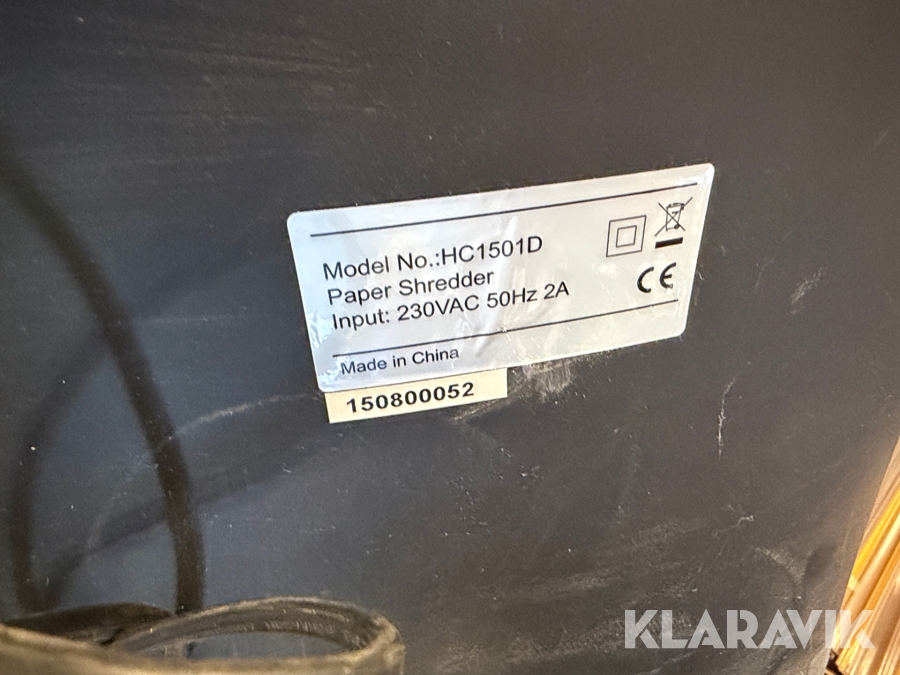 Model No.:HC1501D
Paper Shredder
Input: 230VAC 50Hz 2A
CE
Made in China
150800052
KLARAVIK